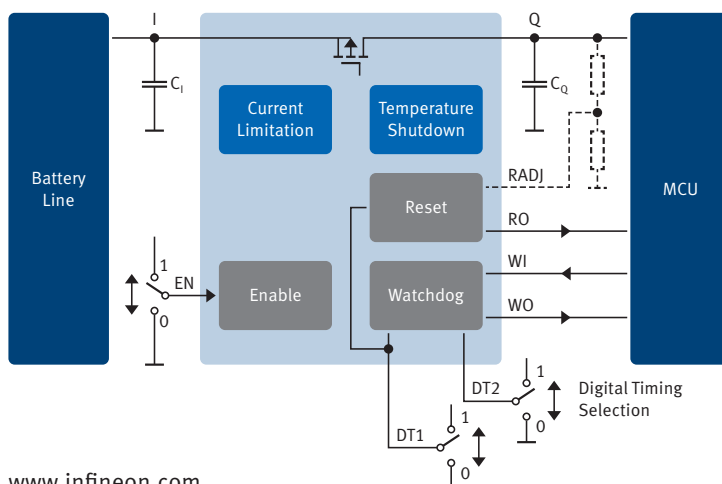 I
Q
C_I
C_Q
Current
Limitation
Temperature
Shutdown
Battery
Line
MCU
RADJ
Reset
RO
WI
1
EN
Enable
Watchdog
WO
0
1
DT2
Digital Timing
Selection
0
1
DT1
0
www.infineon.com